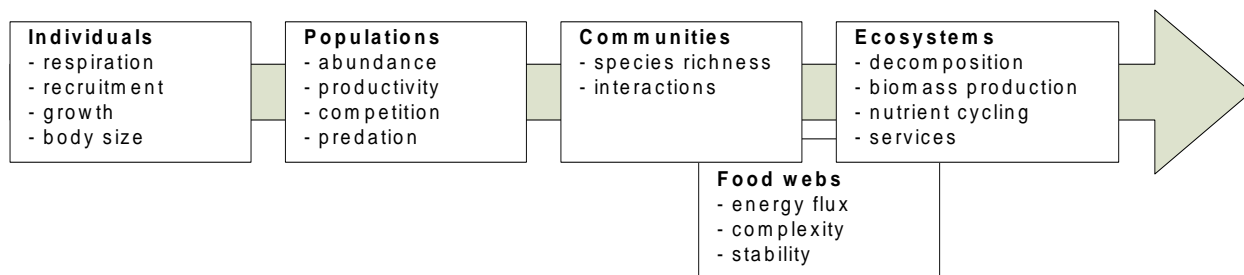 Individuals
- respiration
- recruitment
- growth
- body size
Populations
- abundance
- productivity
- competition
- predation
Communities
- species richness
- interactions
Ecosystems
- decomposition
- biomass production
- nutrient cycling
- services
Food webs
- energy flux
- complexity
- stability